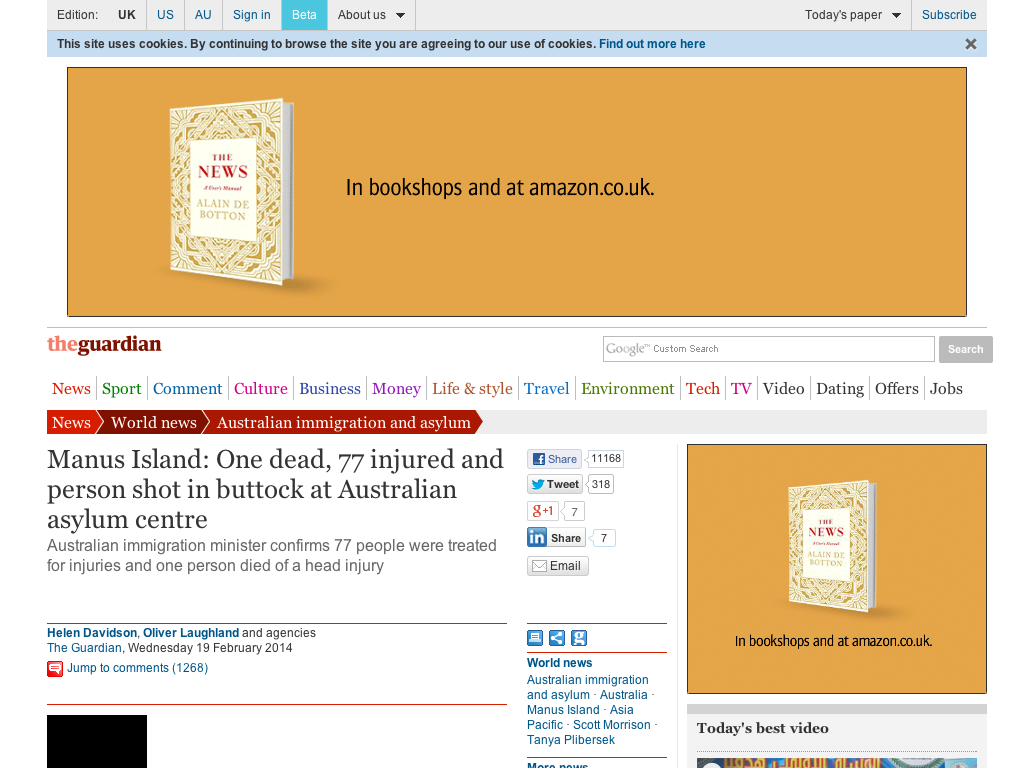 Edition: UK US AU Sign in Beta About us Today's paper Subscribe
This site uses cookies. By continuing to browse the site you are agreeing to our use of cookies. Find out more here
THE
NEWS
A User's Manual
ALAIN DE
BOTTON
In bookshops and at amazon.co.uk.
theguardian
Google™ Custom Search Search
News Sport Comment Culture Business Money Life & style Travel Environment Tech TV Video Dating Offers Jobs
News World news Australian immigration and asylum
Manus Island: One dead, 77 injured and
person shot in buttock at Australian
asylum centre
Australian immigration minister confirms 77 people were treated
for injuries and one person died of a head injury
Share 11168
Tweet 318
g+1 7
in Share 7
Email
Helen Davidson, Oliver Laughland and agencies
The Guardian, Wednesday 19 February 2014
Jump to comments (1268)
World news
Australian immigration
and asylum · Australia ·
Manus Island · Asia
Pacific · Scott Morrison ·
Tanya Plibersek
More news
THE
NEWS
A User's Manual
ALAIN DE
BOTTON
In bookshops and at amazon.co.uk.
Today's best video